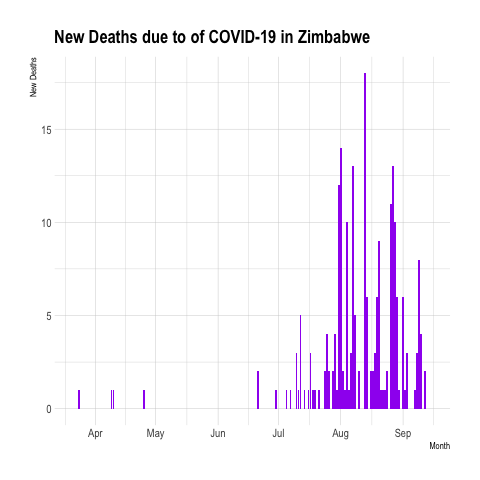 New Deaths due to of COVID-19 in Zimbabwe
New Deaths
15
10
5
0
Apr May Jun Jul Aug Sep
Month